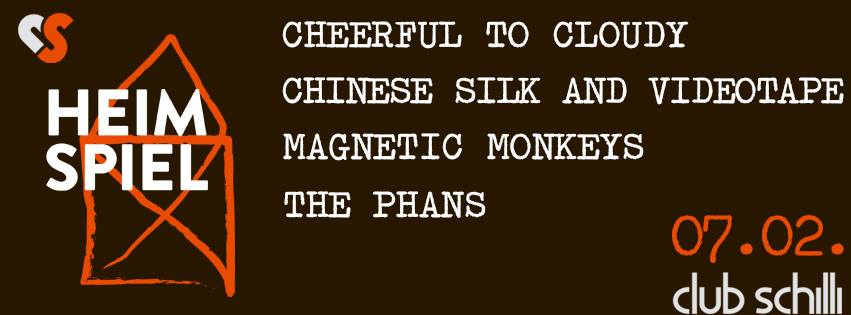 HEIM
SPIEL
CHEERFUL TO CLOUDY
CHINESE SILK AND VIDEOTAPE
MAGNETIC MONKEYS
THE PHANS
07.02.
club schilli